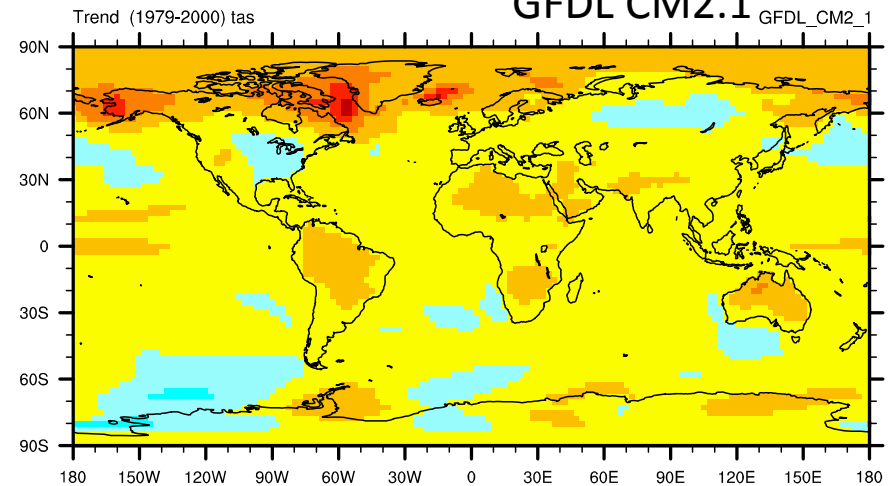 GFDL CM2.1
Trend (1979-2000) tas
GFDL_CM2_1
90N
60N
30N
0
30S
60S
90S
180 150W 120W 90W 60W 30W 0 30E 60E 90E 120E 150E 180